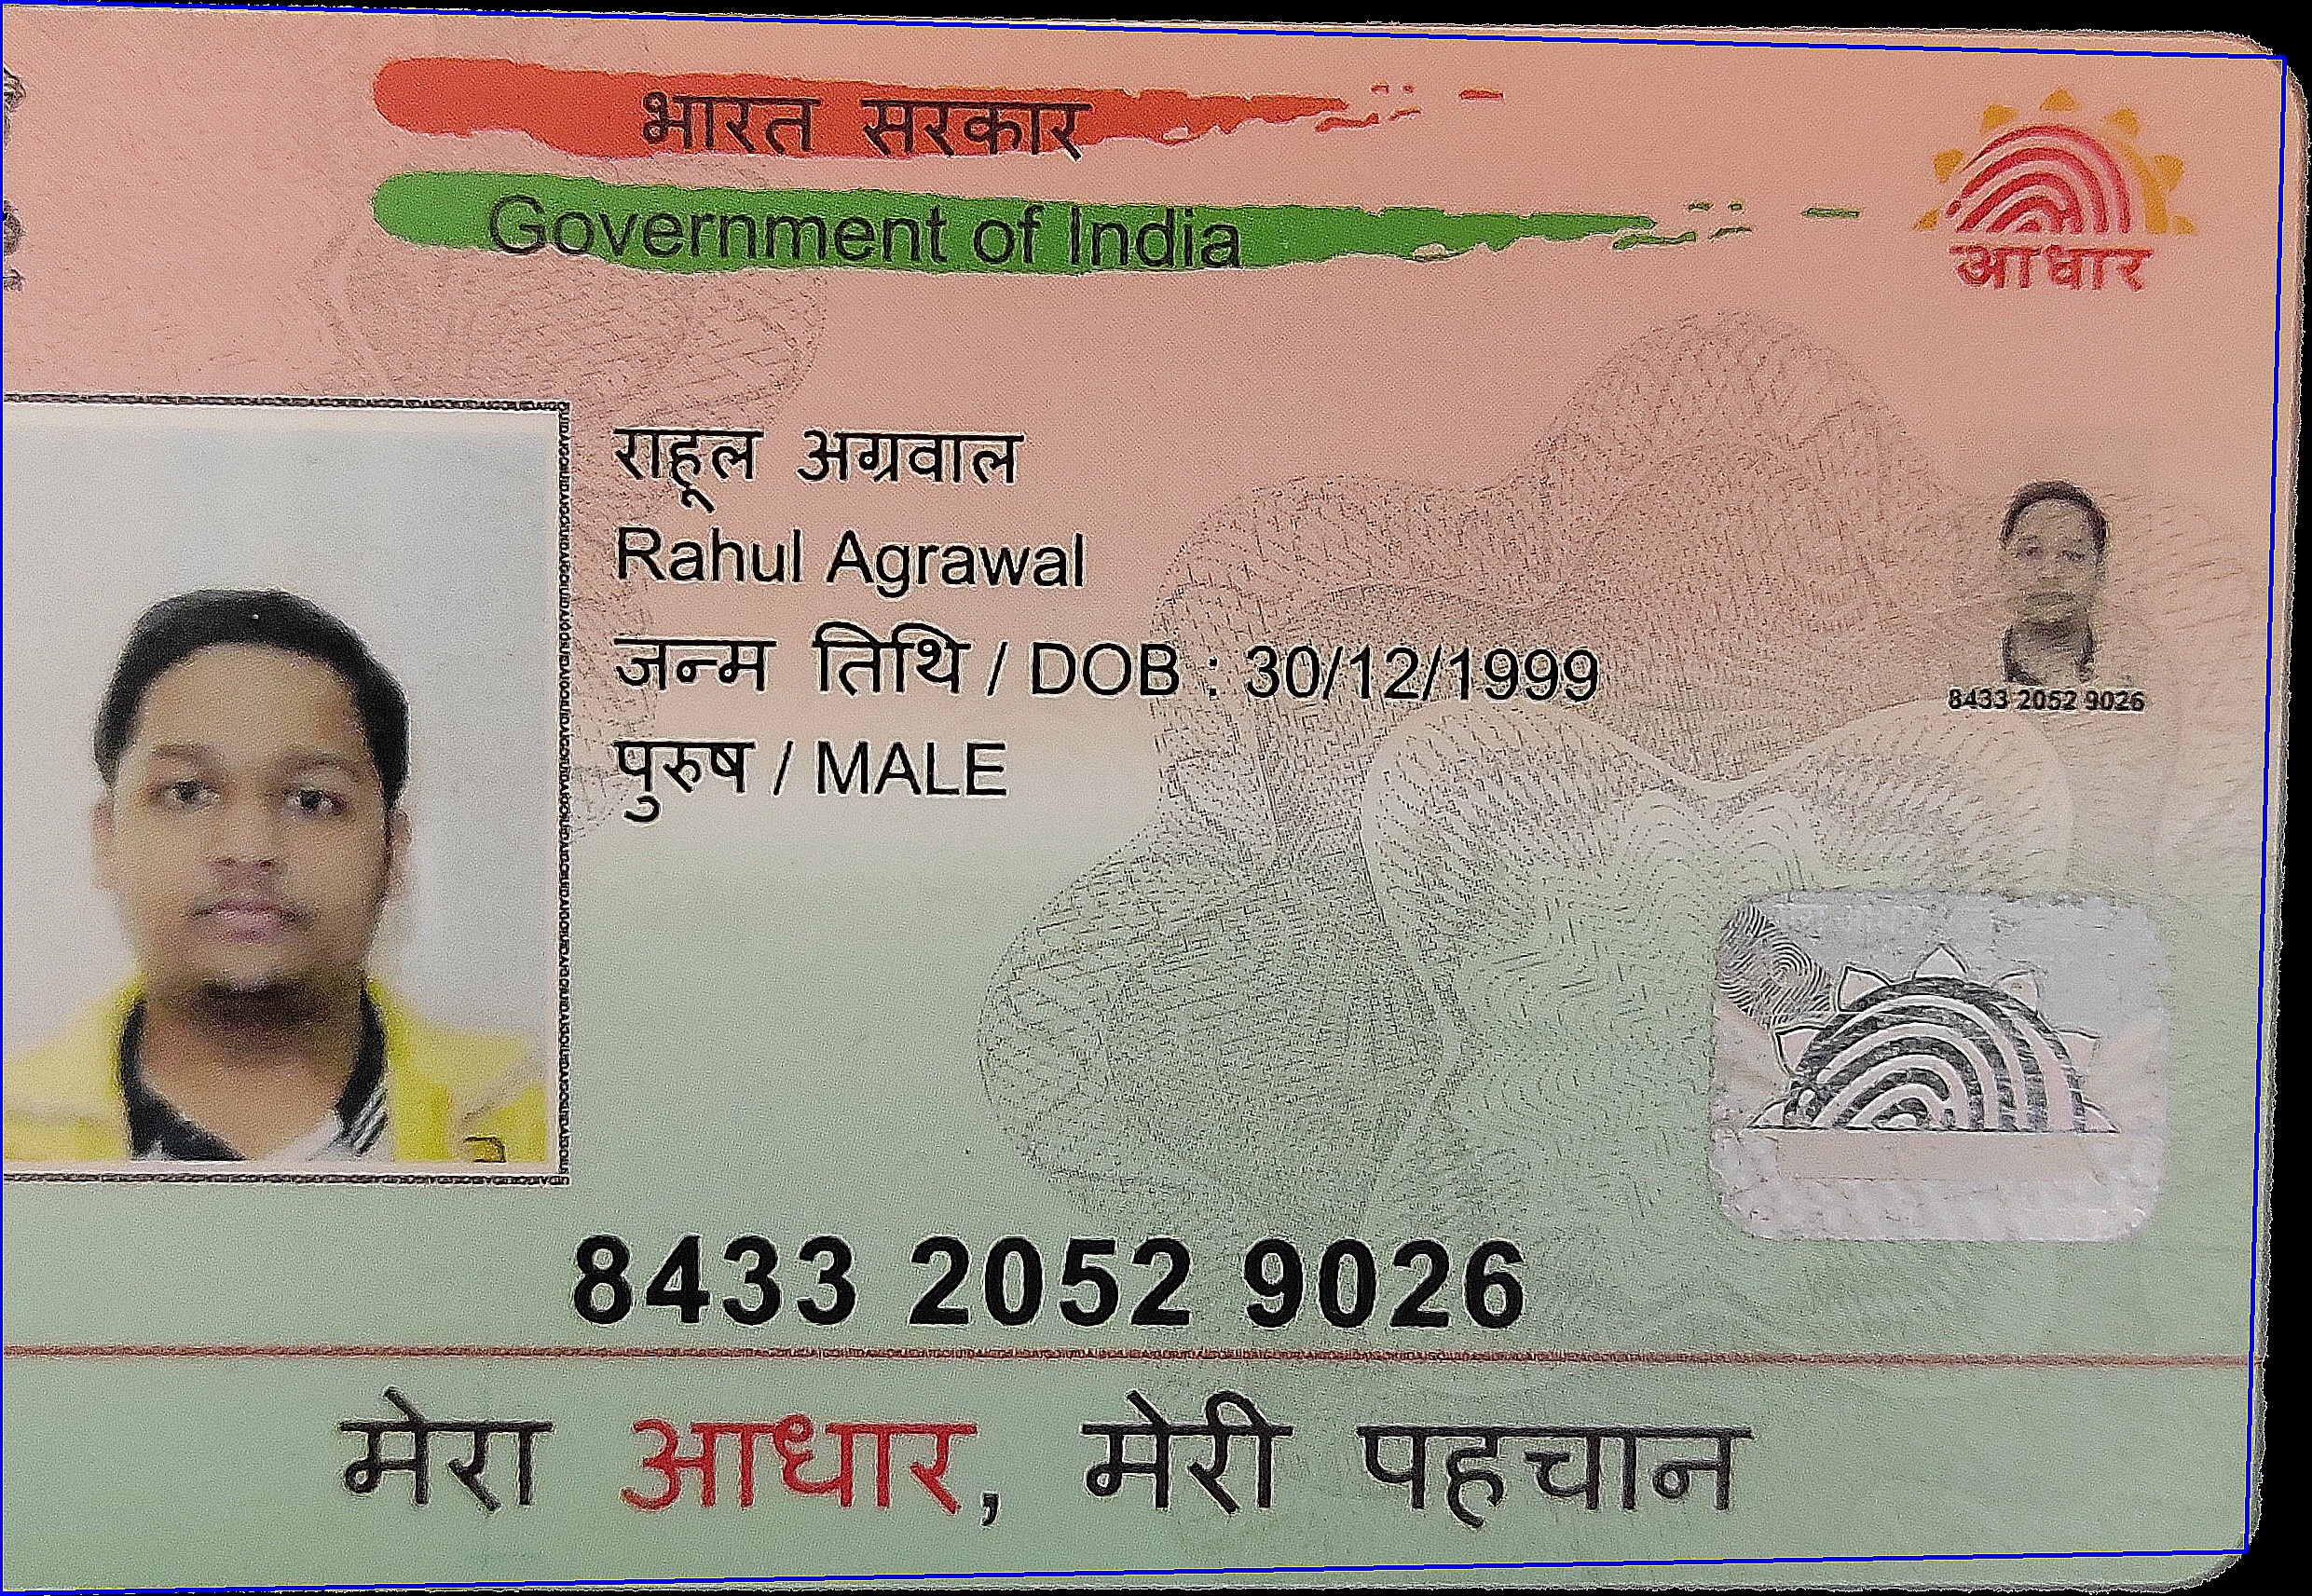 भारत सरकार
Government of India
आधार
राहूल अग्रवाल
Rahul Agrawal
जन्म तिथि / DOB : 30/12/1999
पुरुष / MALE
8433 2052 9026
8433 2052 9026
मेरा आधार, मेरी पहचान